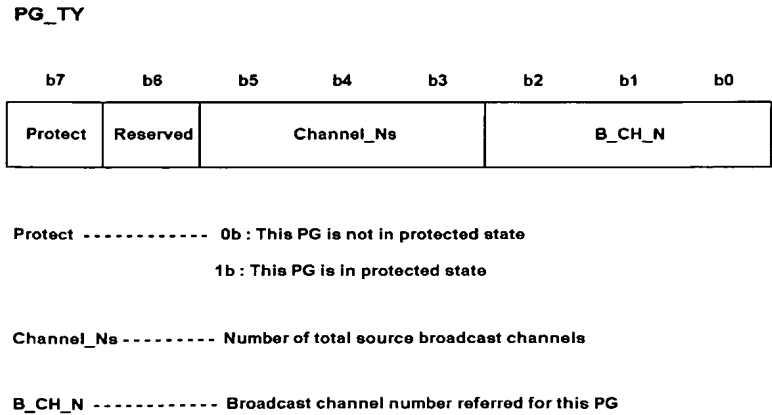 PG_TY
b7 b6 b5 b4 b3 b2 b1 b0
Protect Reserved Channel_Ns B_CH_N
Protect ------------ 0b : This PG is not in protected state
1b : This PG is in protected state
Channel_Ns --------- Number of total source broadcast channels
B_CH_N ------------ Broadcast channel number referred for this PG